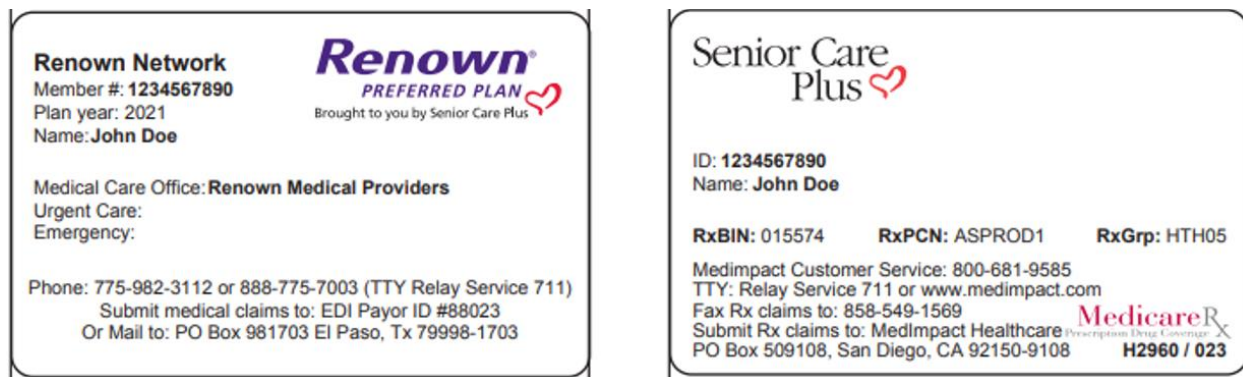 Renown Network
Member #: 1234567890
Plan year: 2021
Name: John Doe
Renown®
PREFERRED PLAN
Brought to you by Senior Care Plus
Medical Care Office: Renown Medical Providers
Urgent Care:
Emergency:
Phone: 775-982-3112 or 888-775-7003 (TTY Relay Service 711)
Submit medical claims to: EDI Payor ID #88023
Or Mail to: PO Box 981703 El Paso, Tx 79998-1703
Senior Care
Plus
ID: 1234567890
Name: John Doe
RxBIN: 015574 RxPCN: ASPROD1 RxGrp: HTH05
Medimpact Customer Service: 800-681-9585
TTY: Relay Service 711 or www.medimpact.com
Fax Rx claims to: 858-549-1569
Submit Rx claims to: MedImpact Healthcare
PO Box 509108, San Diego, CA 92150-9108
MedicareRx
Prescription Drug Coverage
H2960 / 023